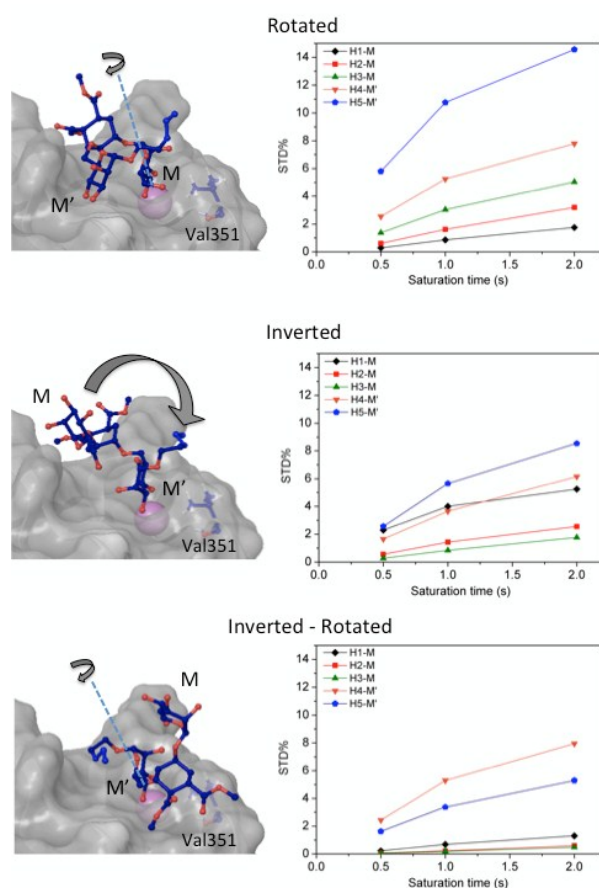 Rotated
M
M'
Val351
STD%
14
12
10
8
6
4
2
0
H1-M
H2-M
H3-M
H4-M'
H5-M'
0.0 0.5 1.0 1.5 2.0
Saturation time (s)
Inverted
M
M'
Val351
STD%
14
12
10
8
6
4
2
0
H1-M
H2-M
H3-M
H4-M'
H5-M'
0.0 0.5 1.0 1.5 2.0
Saturation time (s)
Inverted - Rotated
M
M'
Val351
STD%
14
12
10
8
6
4
2
0
H1-M
H2-M
H3-M
H4-M'
H5-M'
0.0 0.5 1.0 1.5 2.0
Saturation time (s)